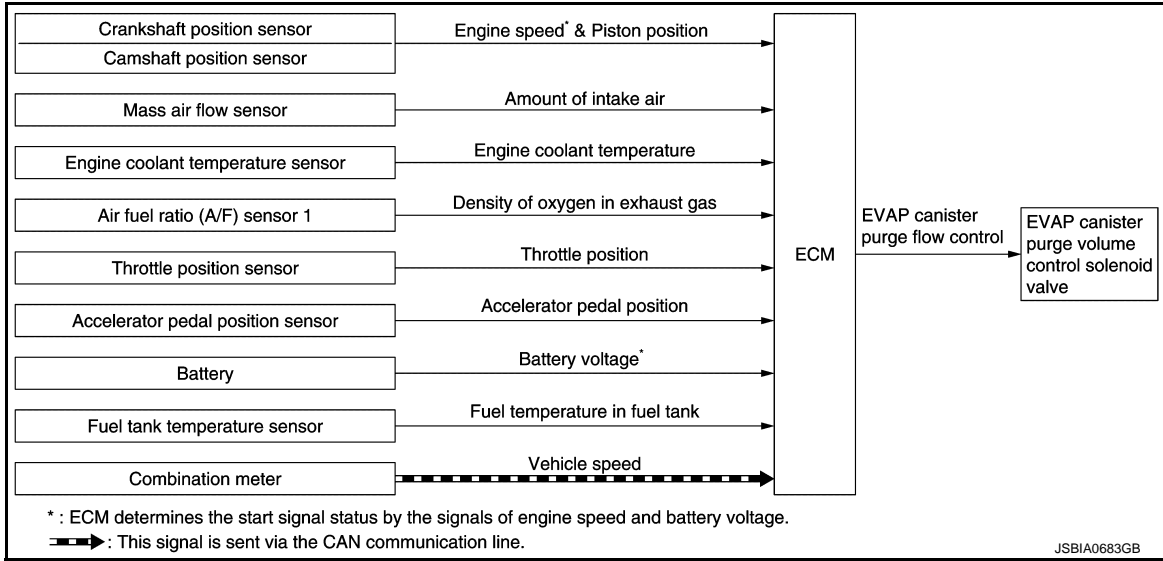 Crankshaft position sensor
Engine speed* & Piston position
Camshaft position sensor
Mass air flow sensor
Amount of intake air
Engine coolant temperature sensor
Engine coolant temperature
Air fuel ratio (A/F) sensor 1
Density of oxygen in exhaust gas
Throttle position sensor
Throttle position
Accelerator pedal position sensor
Accelerator pedal position
Battery
Battery voltage*
Fuel tank temperature sensor
Fuel temperature in fuel tank
Combination meter
Vehicle speed
ECM
EVAP canister
purge flow control
EVAP canister
purge volume
control solenoid
valve
* : ECM determines the start signal status by the signals of engine speed and battery voltage.
: This signal is sent via the CAN communication line.
JSBIA0683GB